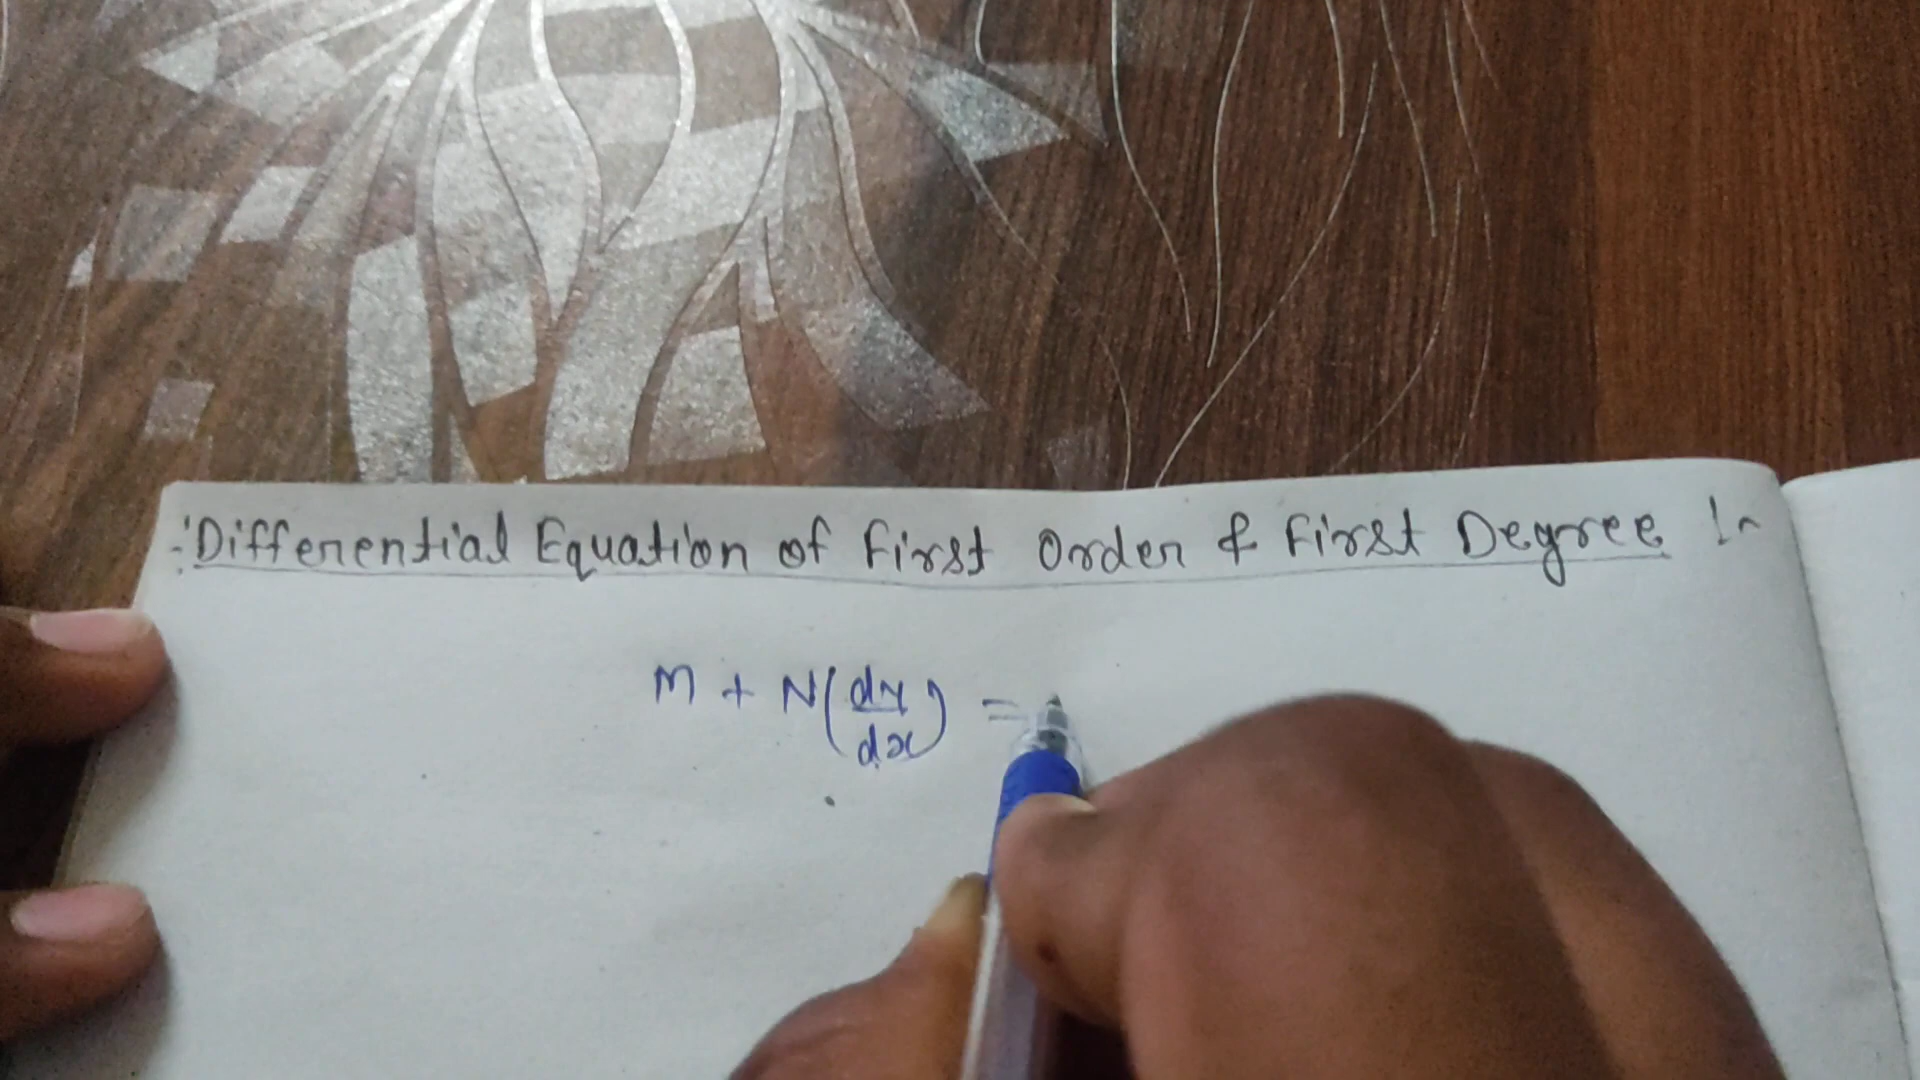 :Differential Equation of First Order & First Degree :-
M + N(dy/dx) =